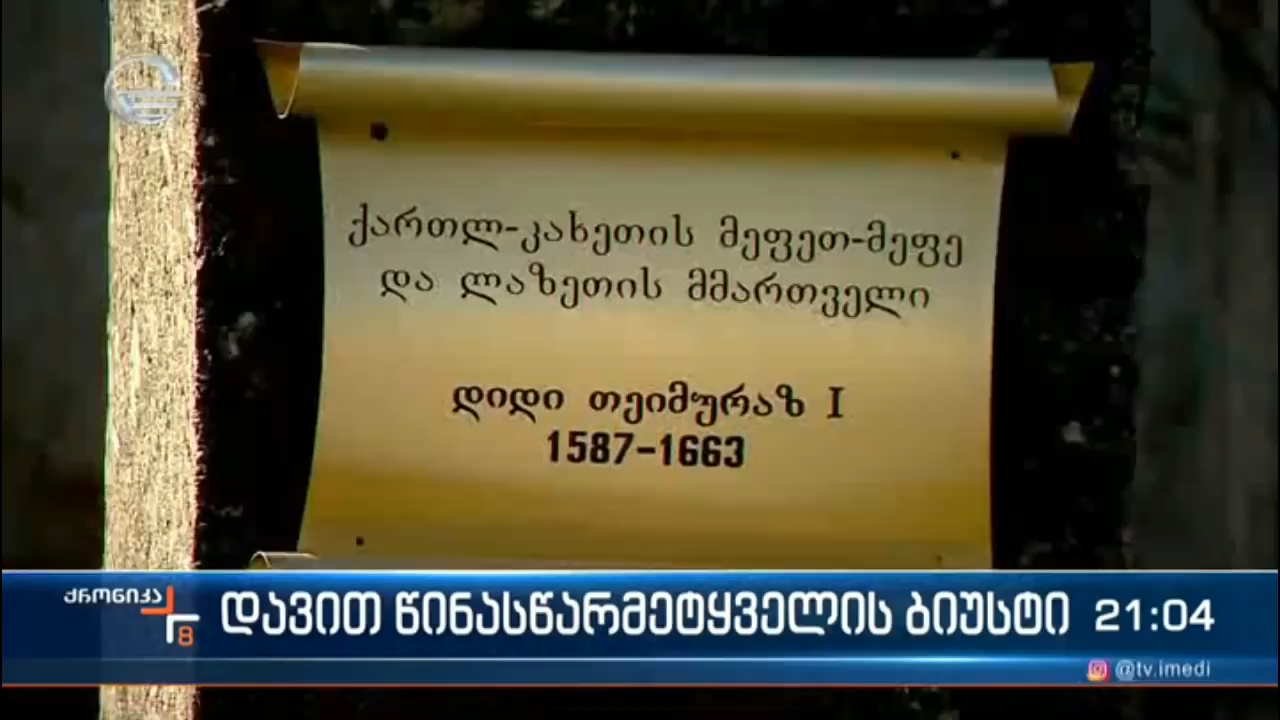 ქართლ-კახეთის მეფეთ-მეფე
და ლაზეთის მმართველი
დიდი თეიმურაზ I
1587-1663
ქრონიკა
8
დავით წინასწარმეტყველის ბიუსტი
21:04
@tv.imedi